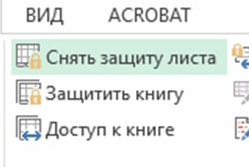 ВИД ACROBAT
Снять защиту листа
Защитить книгу
Доступ к книге